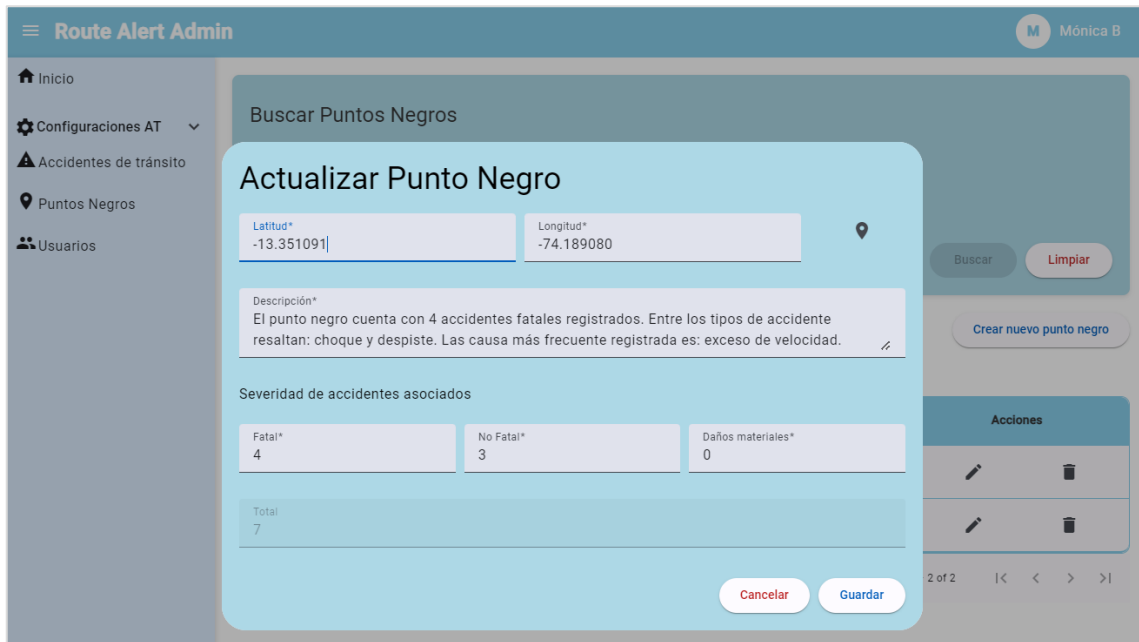 Route Alert Admin
M Mónica B
Inicio
Configuraciones AT
Accidentes de tránsito
Puntos Negros
Usuarios
Buscar Puntos Negros
Buscar
Limpiar
Crear nuevo punto negro
Acciones
2 of 2
Actualizar Punto Negro
Latitud*
-13.351091
Longitud*
-74.189080
Descripción*
El punto negro cuenta con 4 accidentes fatales registrados. Entre los tipos de accidente
resaltan: choque y despiste. Las causa más frecuente registrada es: exceso de velocidad.
Severidad de accidentes asociados
Fatal*
4
No Fatal*
3
Daños materiales*
0
Total
7
Cancelar
Guardar